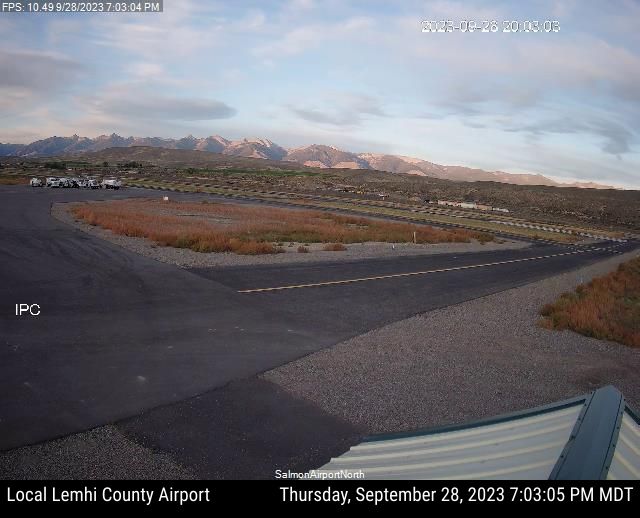 FPS: 10.49 9/28/2023 7:03:04 PM
2023-09-28 20:03:03
IPC
SalmonAirportNorth
Local Lemhi County Airport Thursday, September 28, 2023 7:03:05 PM MDT